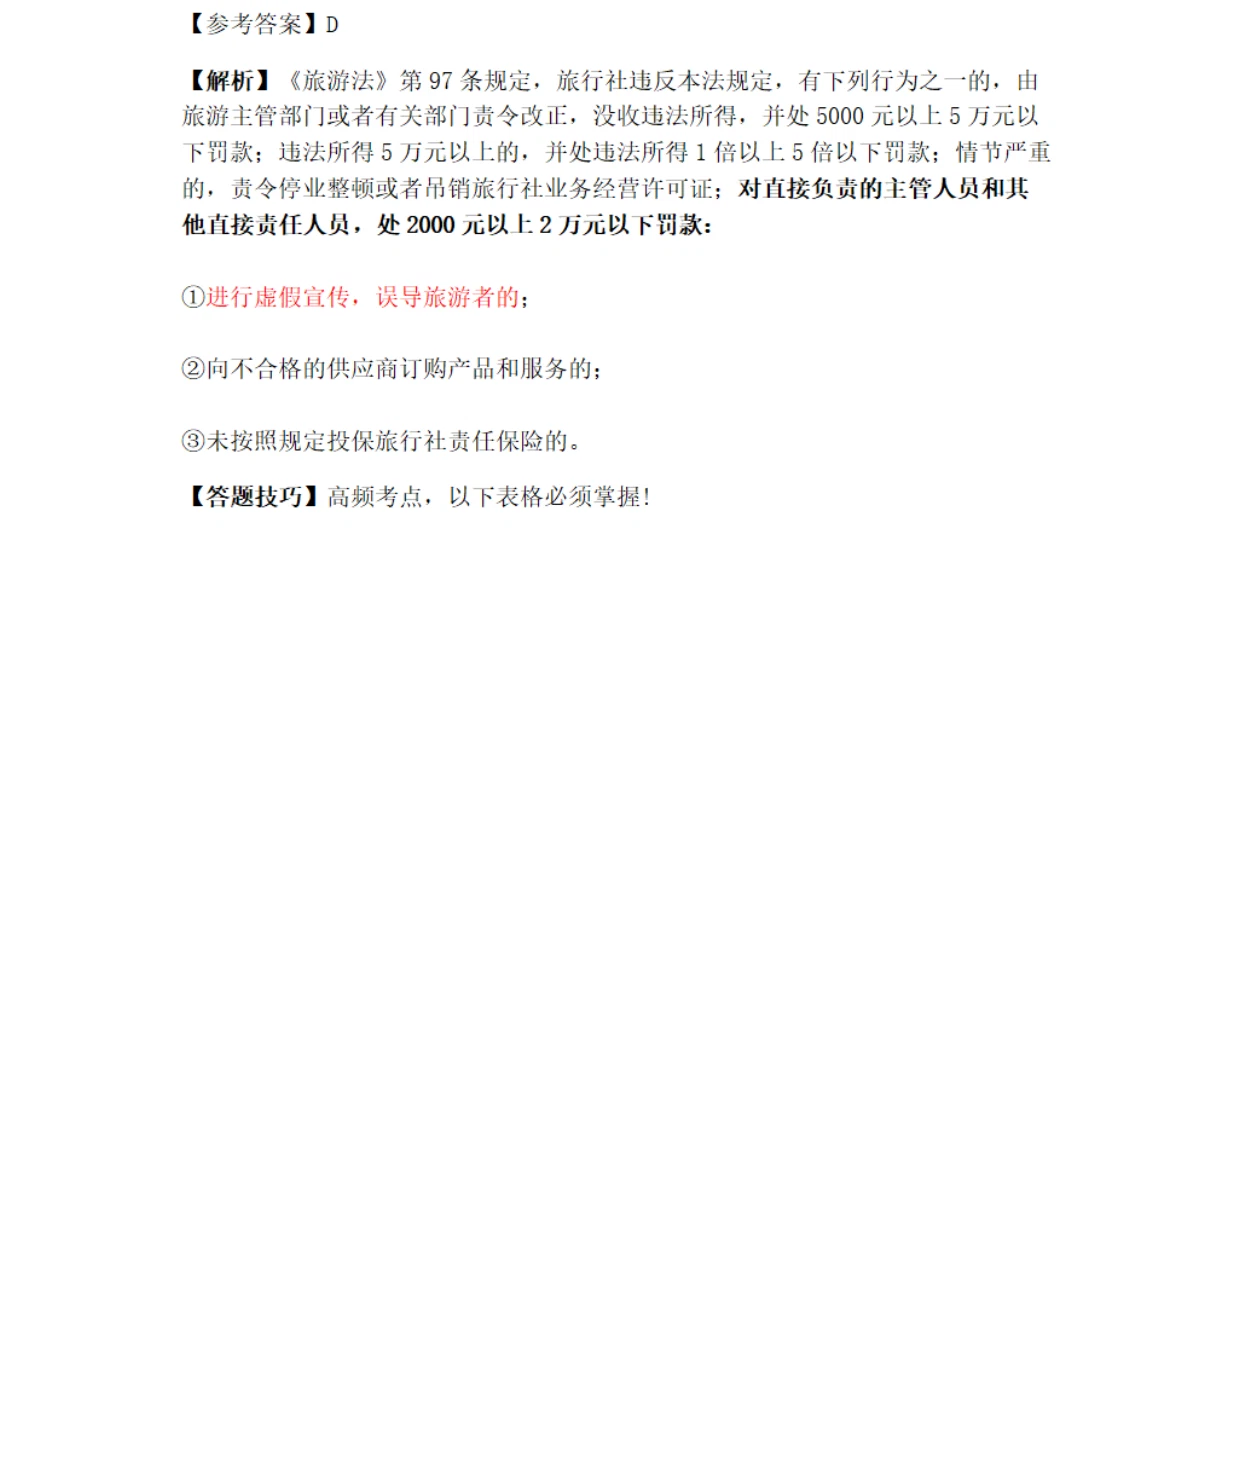 【参考答案】D
【解析】《旅游法》第 97 条规定，旅行社违反本法规定，有下列行为之一的，由
旅游主管部门或者有关部门责令改正，没收违法所得，并处 5000 元以上 5 万元以
下罚款；违法所得 5 万元以上的，并处违法所得 1 倍以上 5 倍以下罚款；情节严重
的，责令停业整顿或者吊销旅行社业务经营许可证；对直接负责的主管人员和其
他直接责任人员，处 2000 元以上 2 万元以下罚款：
①进行虚假宣传，误导旅游者的；
②向不合格的供应商订购产品和服务的；
③未按照规定投保旅行社责任保险的。
【答题技巧】高频考点，以下表格必须掌握！